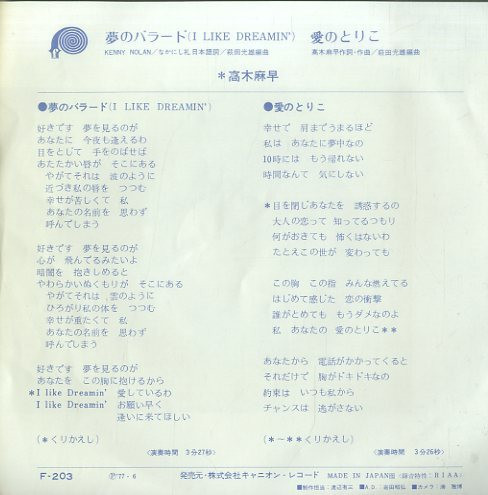 夢のバラード(I LIKE DREAMIN') 愛のとりこ
KENNY NOLAN/なかにし礼日本語詞/萩田光雄編曲 高木麻早作詞・作曲/萩田光雄編曲
*高木麻早
●夢のバラード(I LIKE DREAMIN')
好きです 夢を見るのが
あなたに 今夜も逢えるわ
目をとじて 手をのばせば
あたたかい唇が そこにある
やがてそれは 波のように
近づき私の唇を つつむ
幸せが苦しくて 私
あなたの名前を 思わず
呼んでしまう
好きです 夢を見るのが
心が 飛んでるみたいよ
暗闇を 抱きしめると
やわらかいぬくもりが そこにある
やがてそれは 雲のように
ひろがり私の体を つつむ
幸せが重たくて 私
あなたの名前を 思わず
呼んでしまう
好きです 夢を見るのが
あなたを この胸に抱けるから
*I like Dreamin' 愛しているわ
I like Dreamin' お願い早く
逢いに来てほしい
(*くりかえし)
〈演奏時間 3分27秒〉
●愛のとりこ
幸せで 肩までうまるほど
私は あなたに夢中なの
10時には もう帰れない
時間なんて 気にしない
*目を閉じあなたを 誘惑するの
大人の恋って 知ってるつもり
何がおきても 怖くはないわ
たとえこの世が 変わっても
この胸 この指 みんな燃えてる
はじめて感じた 恋の衝撃
誰がとめても もうダメなのよ
私 あなたの 愛のとりこ**
あなたから 電話がかかってくると
それだけで 胸がドキドキなの
約束は いつも私から
チャンスは 逃がさない
(*~**くりかえし)
〈演奏時間 3分26秒〉
F-203 Ⓟ'77・6 発売元・株式会社キャニオン・レコード MADE IN JAPAN (録音特性:RIAA)
■制作担当・渡辺有三 ■A.D.
■カメラ・